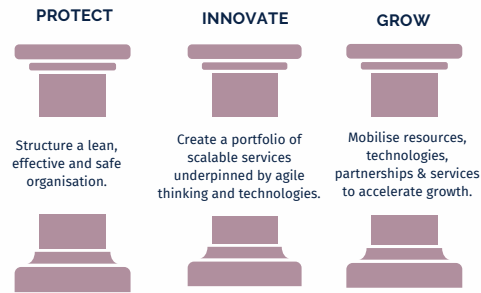 PROTECT
Structure a lean,
effective and safe
organisation.
INNOVATE
Create a portfolio of
scalable services
underpinned by agile
thinking and technologies.
GROW
Mobilise resources,
technologies,
partnerships & services
to accelerate growth.